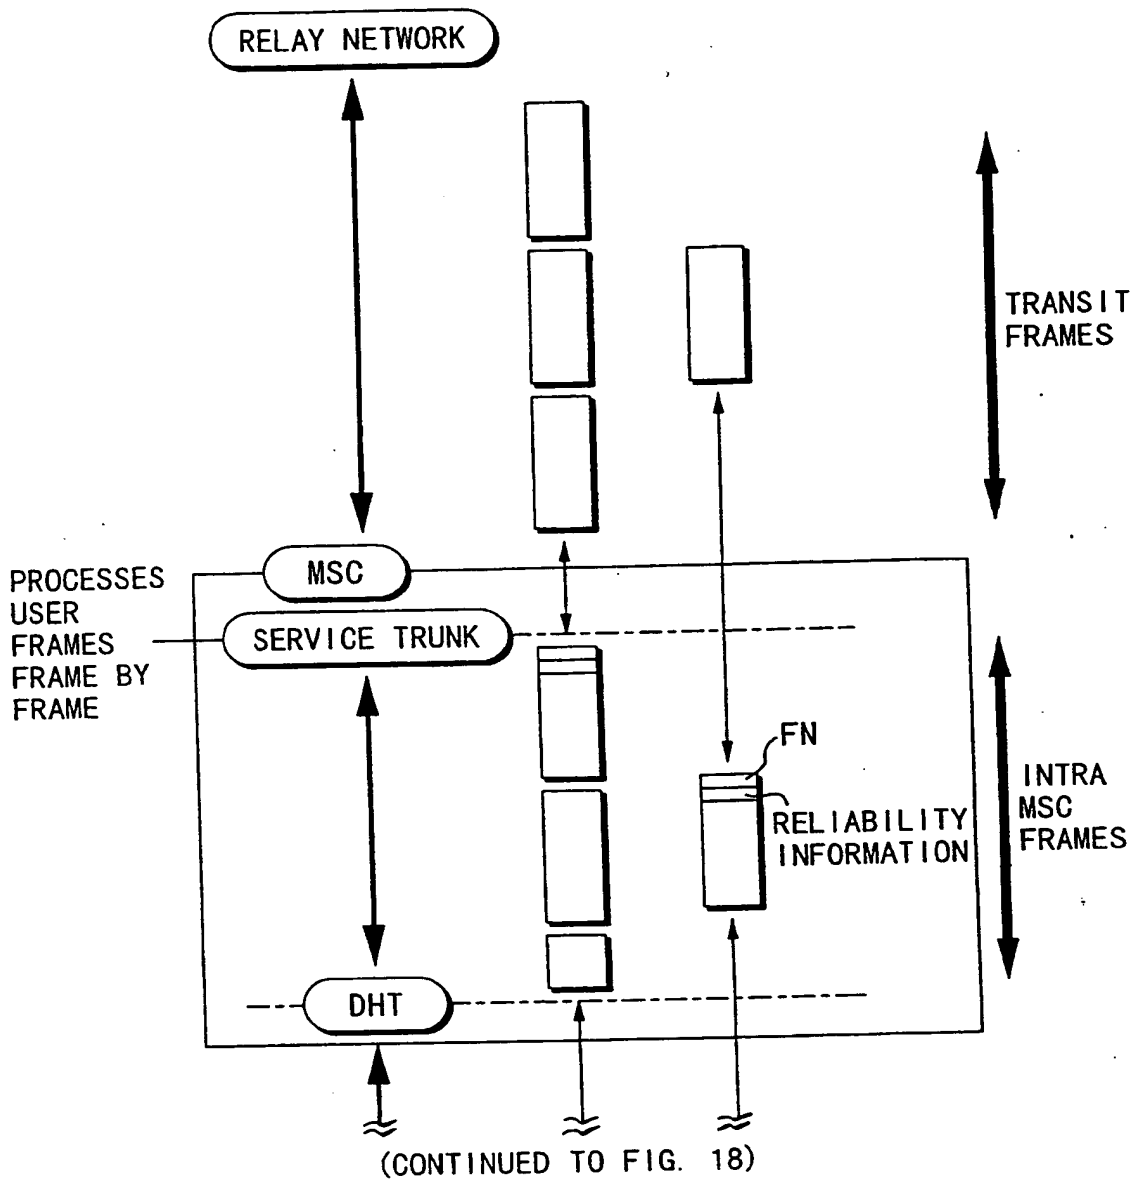 RELAY NETWORK
TRANSIT
FRAMES
MSC
PROCESSES
USER
FRAMES
FRAME BY
FRAME
SERVICE TRUNK
FN
RELIABILITY
INFORMATION
INTRA
MSC
FRAMES
DHT
(CONTINUED TO FIG. 18)